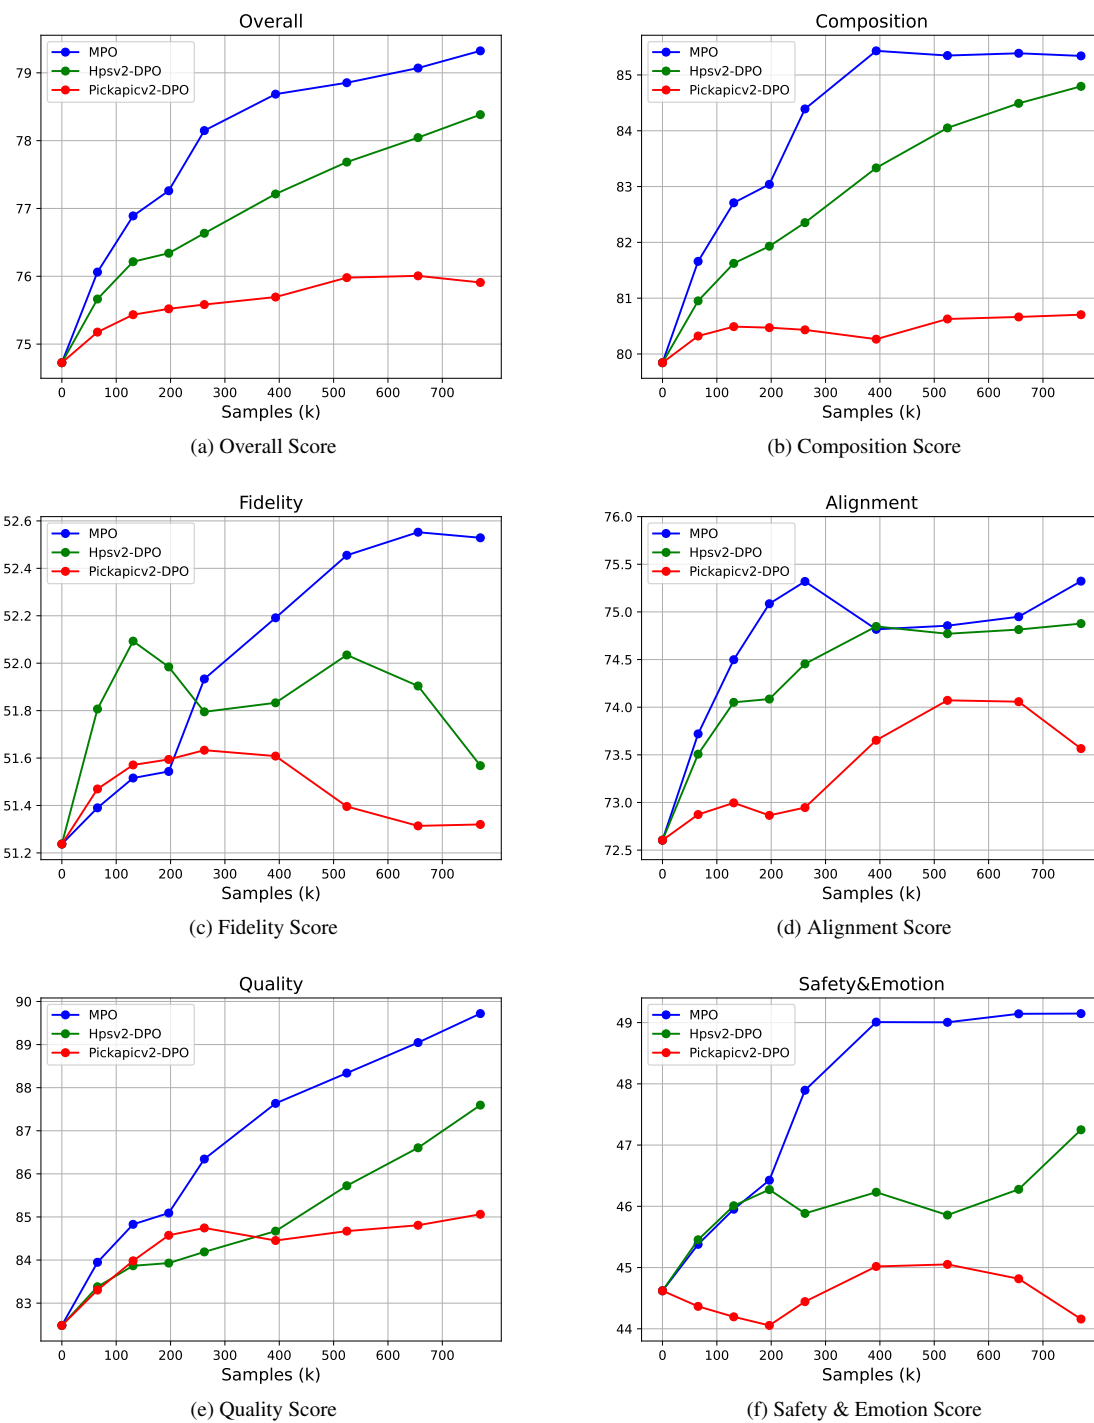 Overall
MPO
Hpsv2-DPO
Pickapicv2-DPO
79
78
77
76
75
0 100 200 300 400 500 600 700
Samples (k)
(a) Overall Score
Composition
MPO
Hpsv2-DPO
Pickapicv2-DPO
85
84
83
82
81
80
0 100 200 300 400 500 600 700
Samples (k)
(b) Composition Score
Fidelity
MPO
Hpsv2-DPO
Pickapicv2-DPO
52.6
52.4
52.2
52.0
51.8
51.6
51.4
51.2
0 100 200 300 400 500 600 700
Samples (k)
(c) Fidelity Score
Alignment
MPO
Hpsv2-DPO
Pickapicv2-DPO
76.0
75.5
75.0
74.5
74.0
73.5
73.0
72.5
0 100 200 300 400 500 600 700
Samples (k)
(d) Alignment Score
Quality
MPO
Hpsv2-DPO
Pickapicv2-DPO
90
89
88
87
86
85
84
83
0 100 200 300 400 500 600 700
Samples (k)
(e) Quality Score
Safety&Emotion
MPO
Hpsv2-DPO
Pickapicv2-DPO
49
48
47
46
45
44
0 100 200 300 400 500 600 700
Samples (k)
(f) Safety & Emotion Score